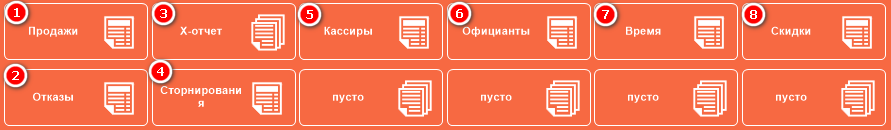 1 3 5 6 7 8
Продажи X-отчет Кассиры Официанты Время Скидки
2 4
Отказы Сторнировани
я пусто пусто пусто пусто